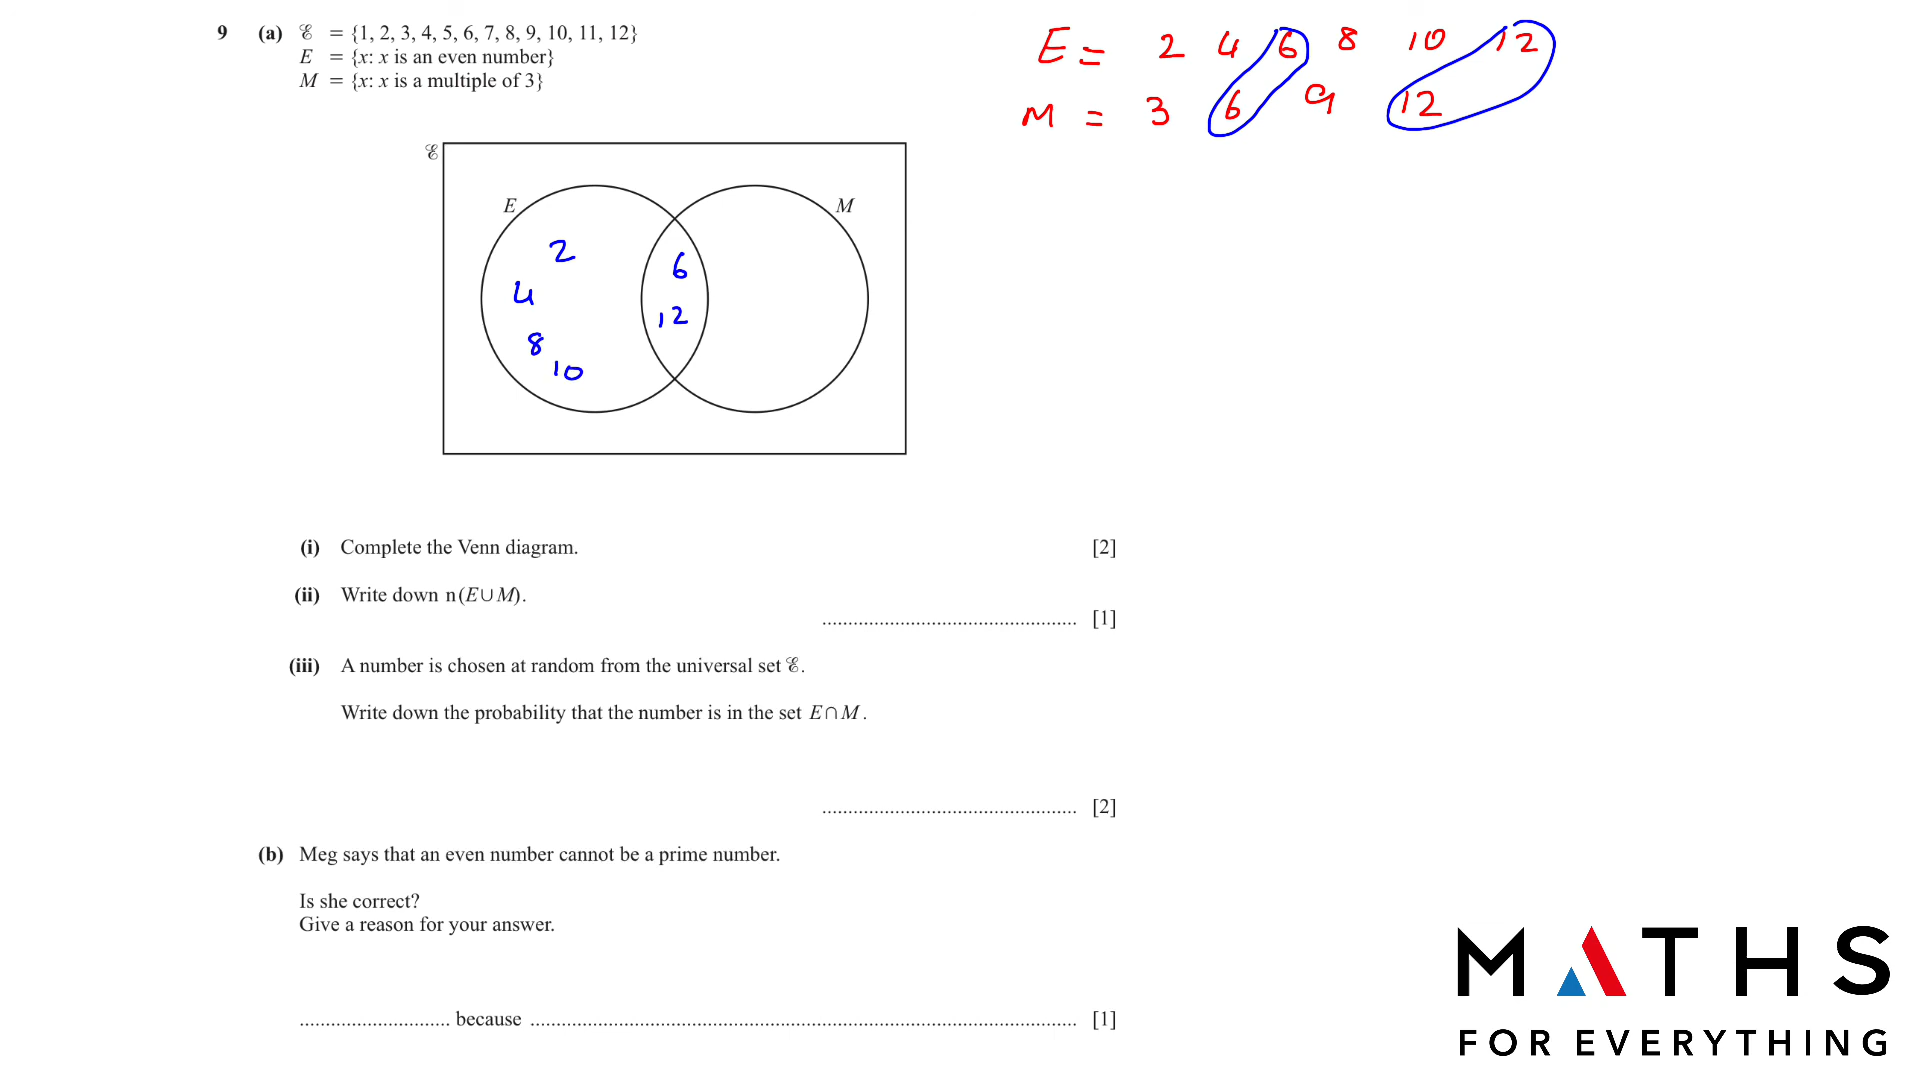 9 (a) ℰ = {1, 2, 3, 4, 5, 6, 7, 8, 9, 10, 11, 12}
E = {x: x is an even number}
M = {x: x is a multiple of 3}
E = 2 4 6 8 10 12
M = 3 6 9 12
ℰ
E M
2
6
4
12
8
10
(i) Complete the Venn diagram. [2]
(ii) Write down n(E∪M).
.................................................. [1]
(iii) A number is chosen at random from the universal set ℰ.
Write down the probability that the number is in the set E∩M.
.................................................. [2]
(b) Meg says that an even number cannot be a prime number.
Is she correct?
Give a reason for your answer.
............................. because .................................................. [1]
MATHS
FOR EVERYTHING